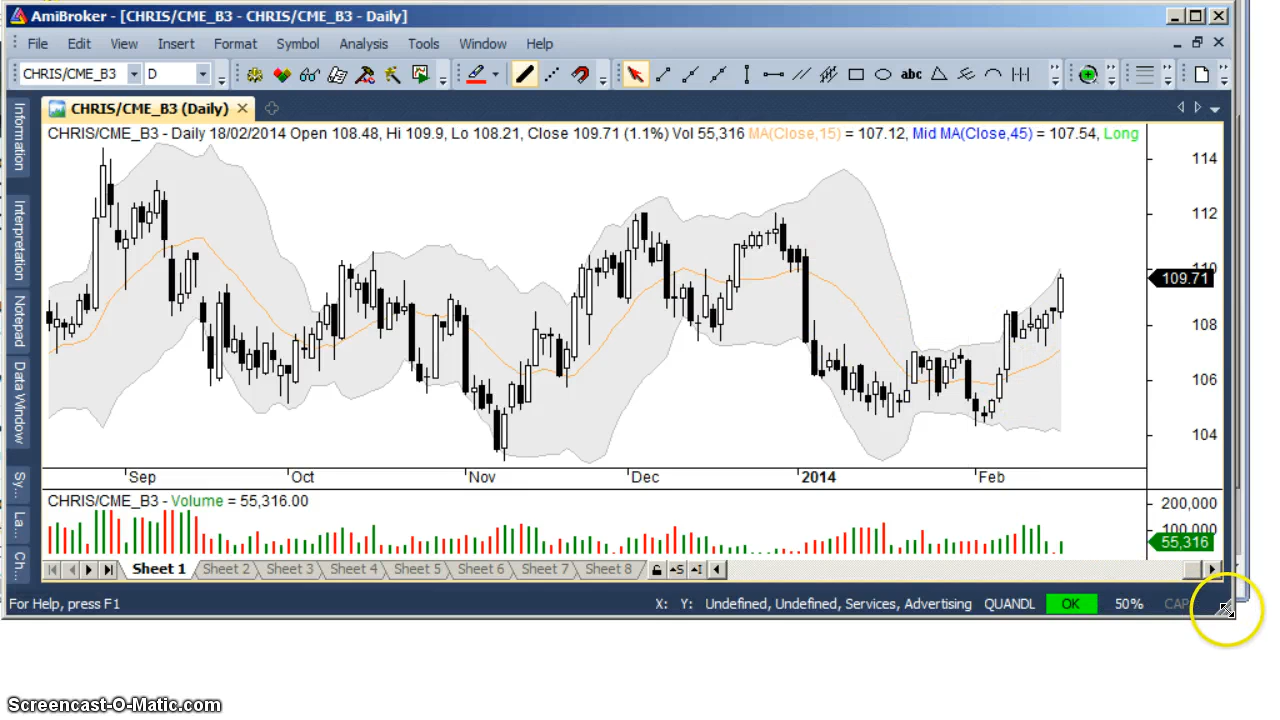 AmiBroker - [CHRIS/CME_B3 - CHRIS/CME_B3 - Daily]
File Edit View Insert Format Symbol Analysis Tools Window Help
CHRIS/CME_B3 D abc
CHRIS/CME_B3 (Daily)
CHRIS/CME_B3 - Daily 18/02/2014 Open 108.48, Hi 109.9, Lo 108.21, Close 109.71 (1.1%) Vol 55,316 MA(Close,15) = 107.12, Mid MA(Close,45) = 107.54, Long
Information
Interpretation
Notepad
Data Window
Sy...
La...
Ch...
114
112
110
109.71
108
106
104
Sep Oct Nov Dec 2014 Feb
CHRIS/CME_B3 - Volume = 55,316.00
200,000
100,000
55,316
Sheet 1 Sheet 2 Sheet 3 Sheet 4 Sheet 5 Sheet 6 Sheet 7 Sheet 8 S I
For Help, press F1 X: Y: Undefined, Undefined, Services, Advertising QUANDL OK 50% CAP
Screencast-O-Matic.com